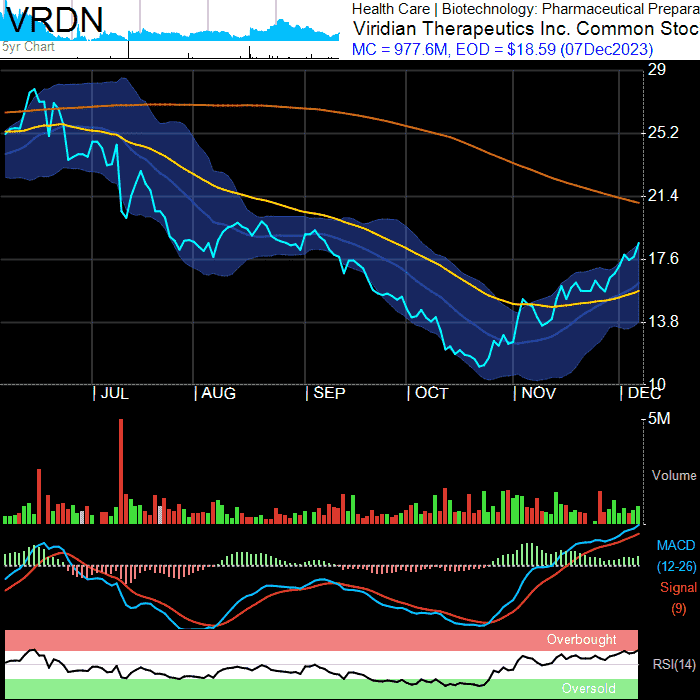 VRDN
5yr Chart
Health Care | Biotechnology: Pharmaceutical Prepara
Viridian Therapeutics Inc. Common Stoc
MC = 977.6M, EOD = $18.59 (07Dec2023)
29
25.2
21.4
17.6
13.8
10
| JUL | AUG | SEP | OCT | NOV | DEC
5M
Volume
MACD
(12-26)
Signal
(9)
Overbought
RSI(14)
Oversold